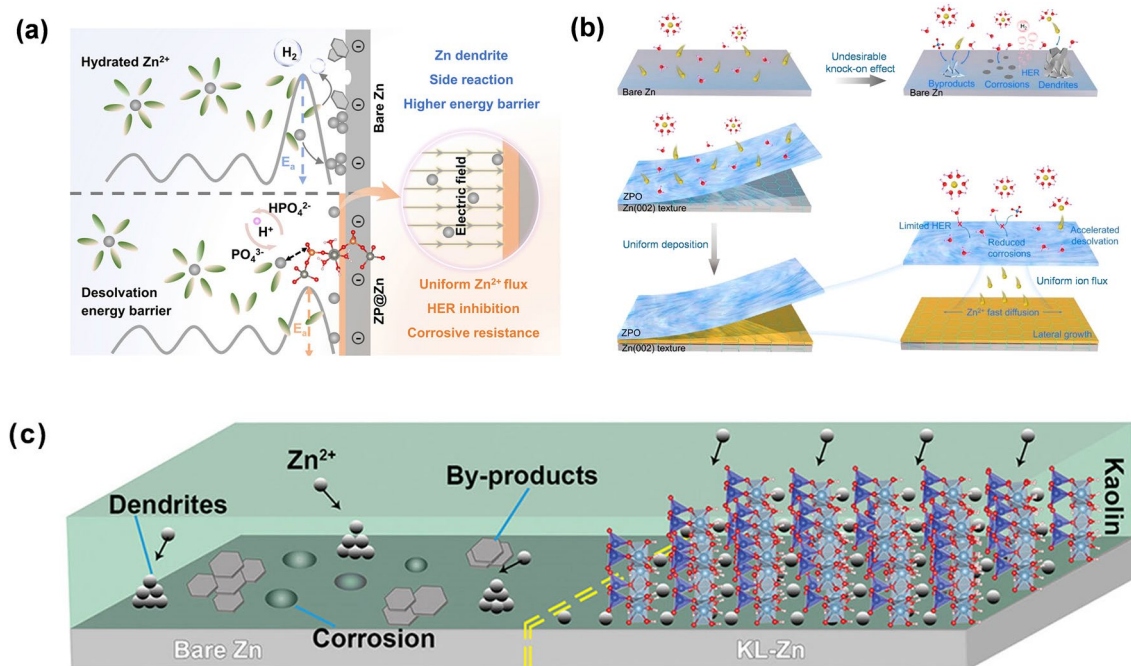 (a)
Hydrated Zn²⁺
H₂
Eₐ
Bare Zn
Zn dendrite
Side reaction
Higher energy barrier
HPO₄²⁻
H⁺
PO₄³⁻
Desolvation
energy barrier
Eₐ
ZP@Zn
Electric field
Uniform Zn²⁺ flux
HER inhibition
Corrosive resistance
(b)
Bare Zn
Undesirable
knock-on effect
H₂
Byproducts
Corrosions
HER
Dendrites
Bare Zn
ZPO
Zn(002) texture
Uniform deposition
ZPO
Zn(002) texture
Limited HER
Reduced
corrosions
Accelerated
desolvation
Uniform ion flux
Zn²⁺ fast diffusion
Lateral growth
(c)
Dendrites
Zn²⁺
By-products
Corrosion
Bare Zn
KL-Zn
Kaolin